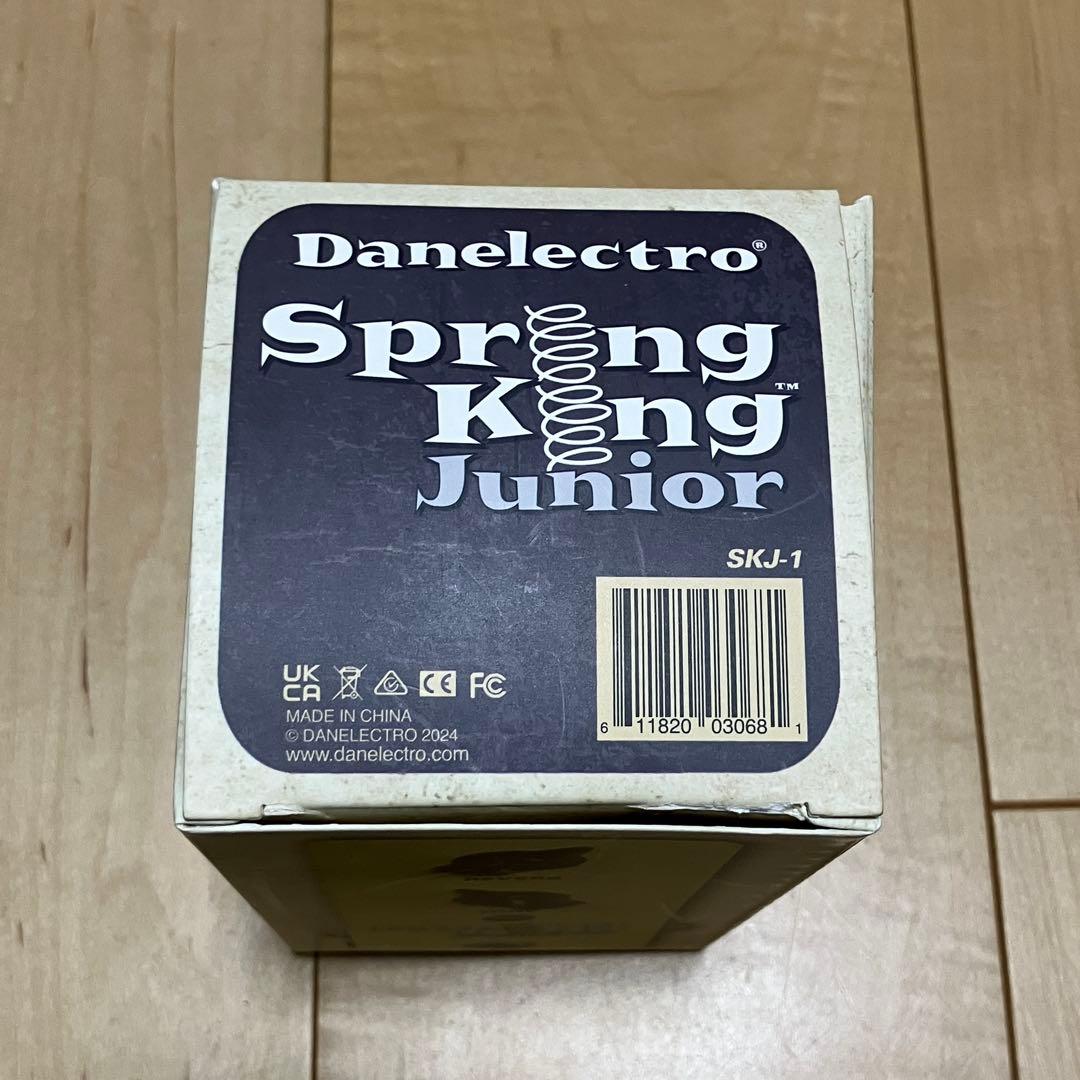 Danelectro®
Spring
King™
Junior
SKJ-1
UK
CA
CE FC
MADE IN CHINA
© DANELECTRO 2024
www.danelectro.com
6 11820 03068 1